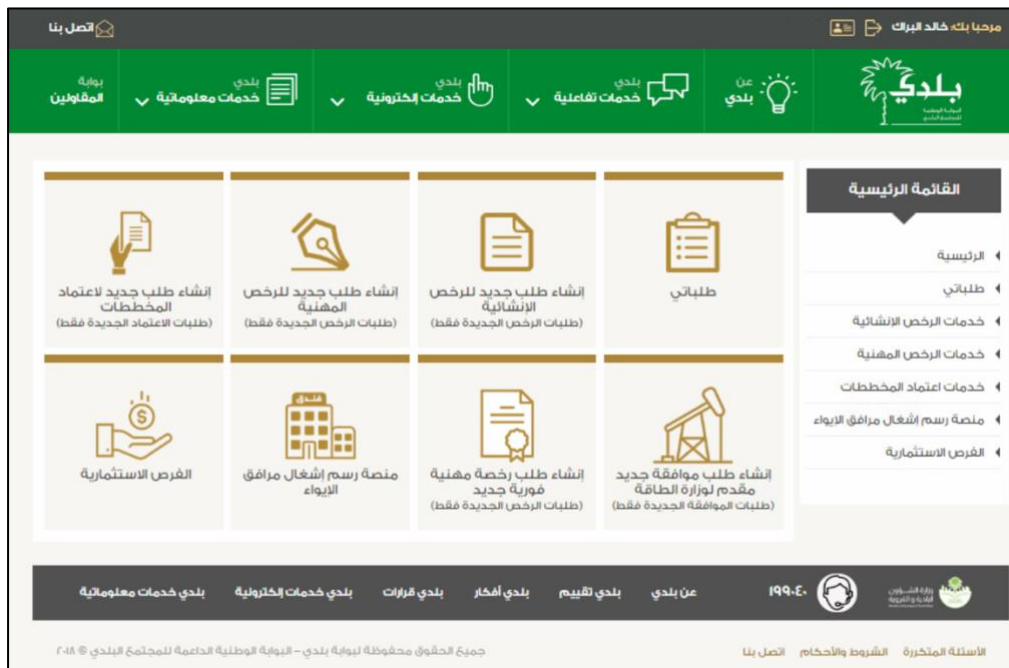 مرحبا بك: خالد البراك
اتصل بنا
بلدي
عن
بلدي
بلدي
خدمات تفاعلية
بلدي
خدمات إلكترونية
بلدي
خدمات معلوماتية
بوابة
المقاولين
القائمة الرئيسية
الرئيسية
طلباتي
خدمات الرخص الإنشائية
خدمات الرخص المهنية
خدمات اعتماد المخططات
منصة رسم إشغال مرافق الايواء
الفرص الاستثمارية
طلباتي
إنشاء طلب جديد للرخص
الإنشائية
(طلبات الرخص الجديدة فقط)
إنشاء طلب جديد للرخص
المهنية
(طلبات الرخص الجديدة فقط)
إنشاء طلب جديد لاعتماد
المخططات
(طلبات الاعتماد الجديدة فقط)
إنشاء طلب موافقة جديد
مقدم لوزارة الطاقة
(طلبات الموافقة الجديدة فقط)
إنشاء طلب رخصة مهنية
فورية جديد
(طلبات الرخص الجديدة فقط)
فندق
منصة رسم إشغال مرافق
الايواء
الفرص الاستثمارية
وزارة الشؤون
البلدية و القروية
١٩٩٠٤٠
عن بلدي
بلدي تقييم
بلدي أفكار
بلدي قرارات
بلدي خدمات إلكترونية
بلدي خدمات معلوماتية
الأسئلة المتكررة
الشروط والأحكام
اتصل بنا
جميع الحقوق محفوظة لبوابة بلدي – البوابة الوطنية الداعمة للمجتمع البلدي © ٢٠١٨